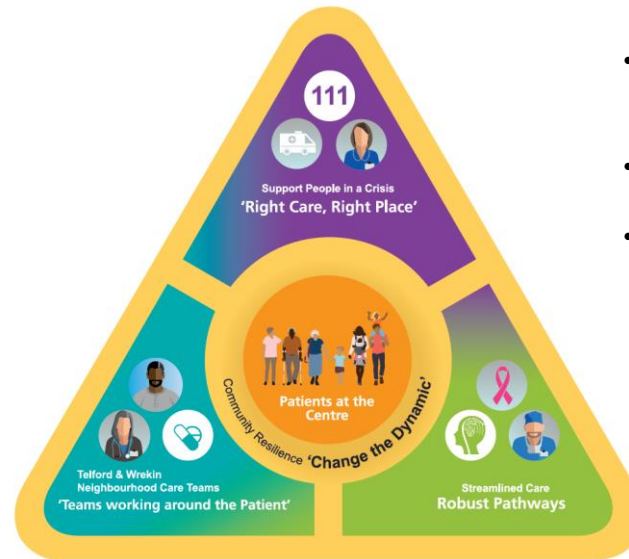 111
Support People in a Crisis
'Right Care, Right Place'
Patients at the
Centre
Community Resilience 'Change the Dynamic'
Telford & Wrekin
Neighbourhood Care Teams
'Teams working around the Patient'
Streamlined Care
Robust Pathways